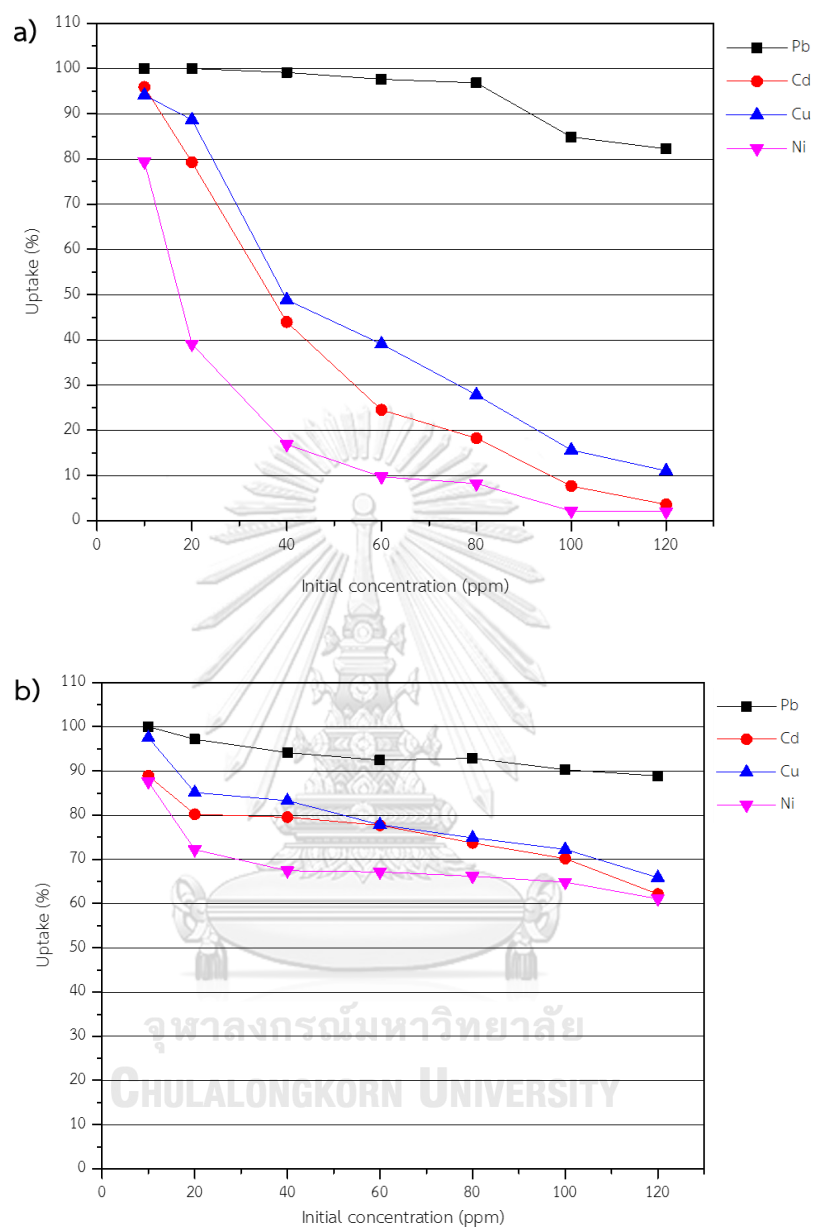 a)
110
100
90
80
70
60
50
40
30
20
10
0
Uptake (%)
0 20 40 60 80 100 120
Initial concentration (ppm)
Pb
Cd
Cu
Ni
b)
110
100
90
80
70
60
50
40
30
20
10
0
Uptake (%)
0 20 40 60 80 100 120
Initial concentration (ppm)
Pb
Cd
Cu
Ni
จุฬาลงกรณ์มหาวิทยาลัย
CHULALONGKORN UNIVERSITY